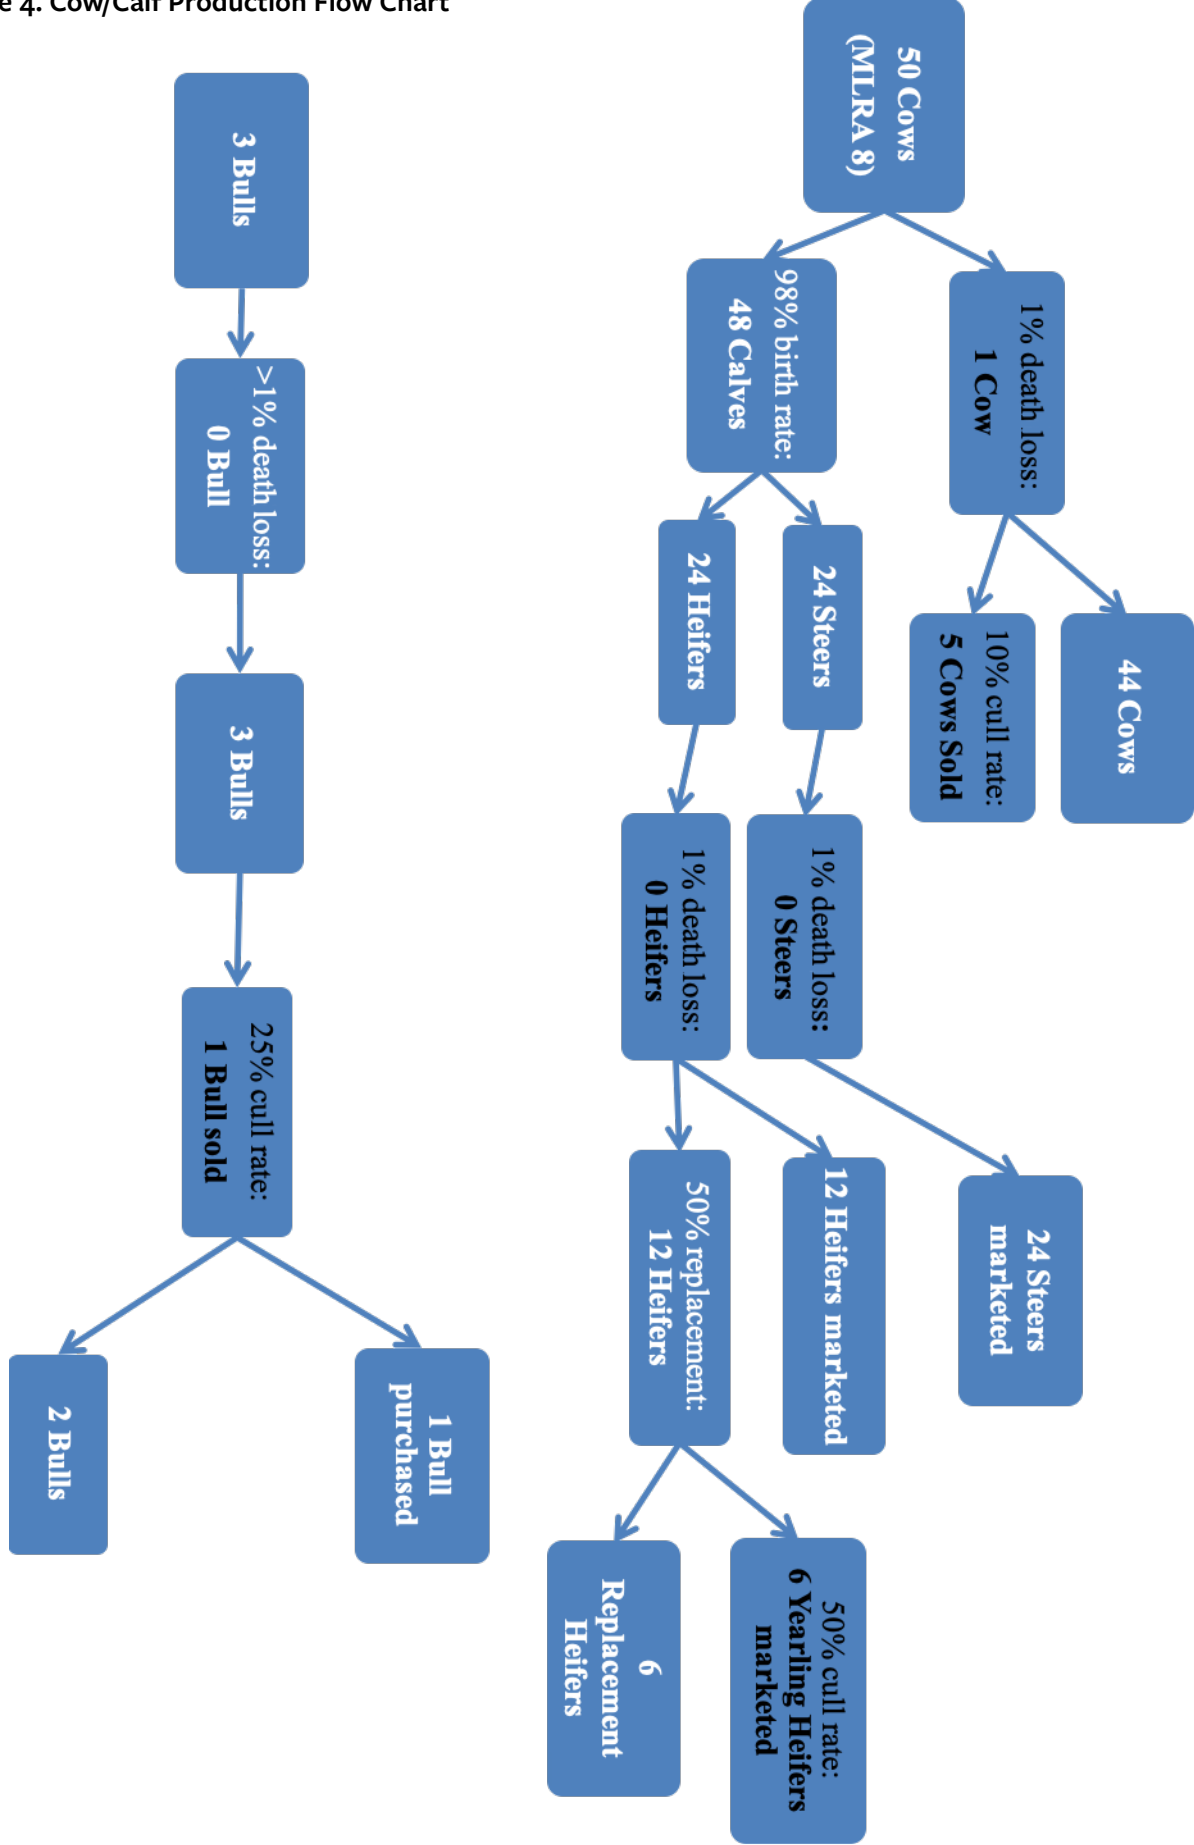 e 4. Cow/Calf Production Flow Chart
50 Cows
(MLRA 8)
1% death loss:
1 Cow
44 Cows
10% cull rate:
5 Cows Sold
98% birth rate:
48 Calves
24 Steers
1% death loss:
0 Steers
24 Steers
marketed
24 Heifers
1% death loss:
0 Heifers
12 Heifers marketed
50% replacement:
12 Heifers
50% cull rate:
6 Yearling Heifers
marketed
6
Replacement
Heifers
3 Bulls
>1% death loss:
0 Bull
3 Bulls
25% cull rate:
1 Bull sold
1 Bull
purchased
2 Bulls